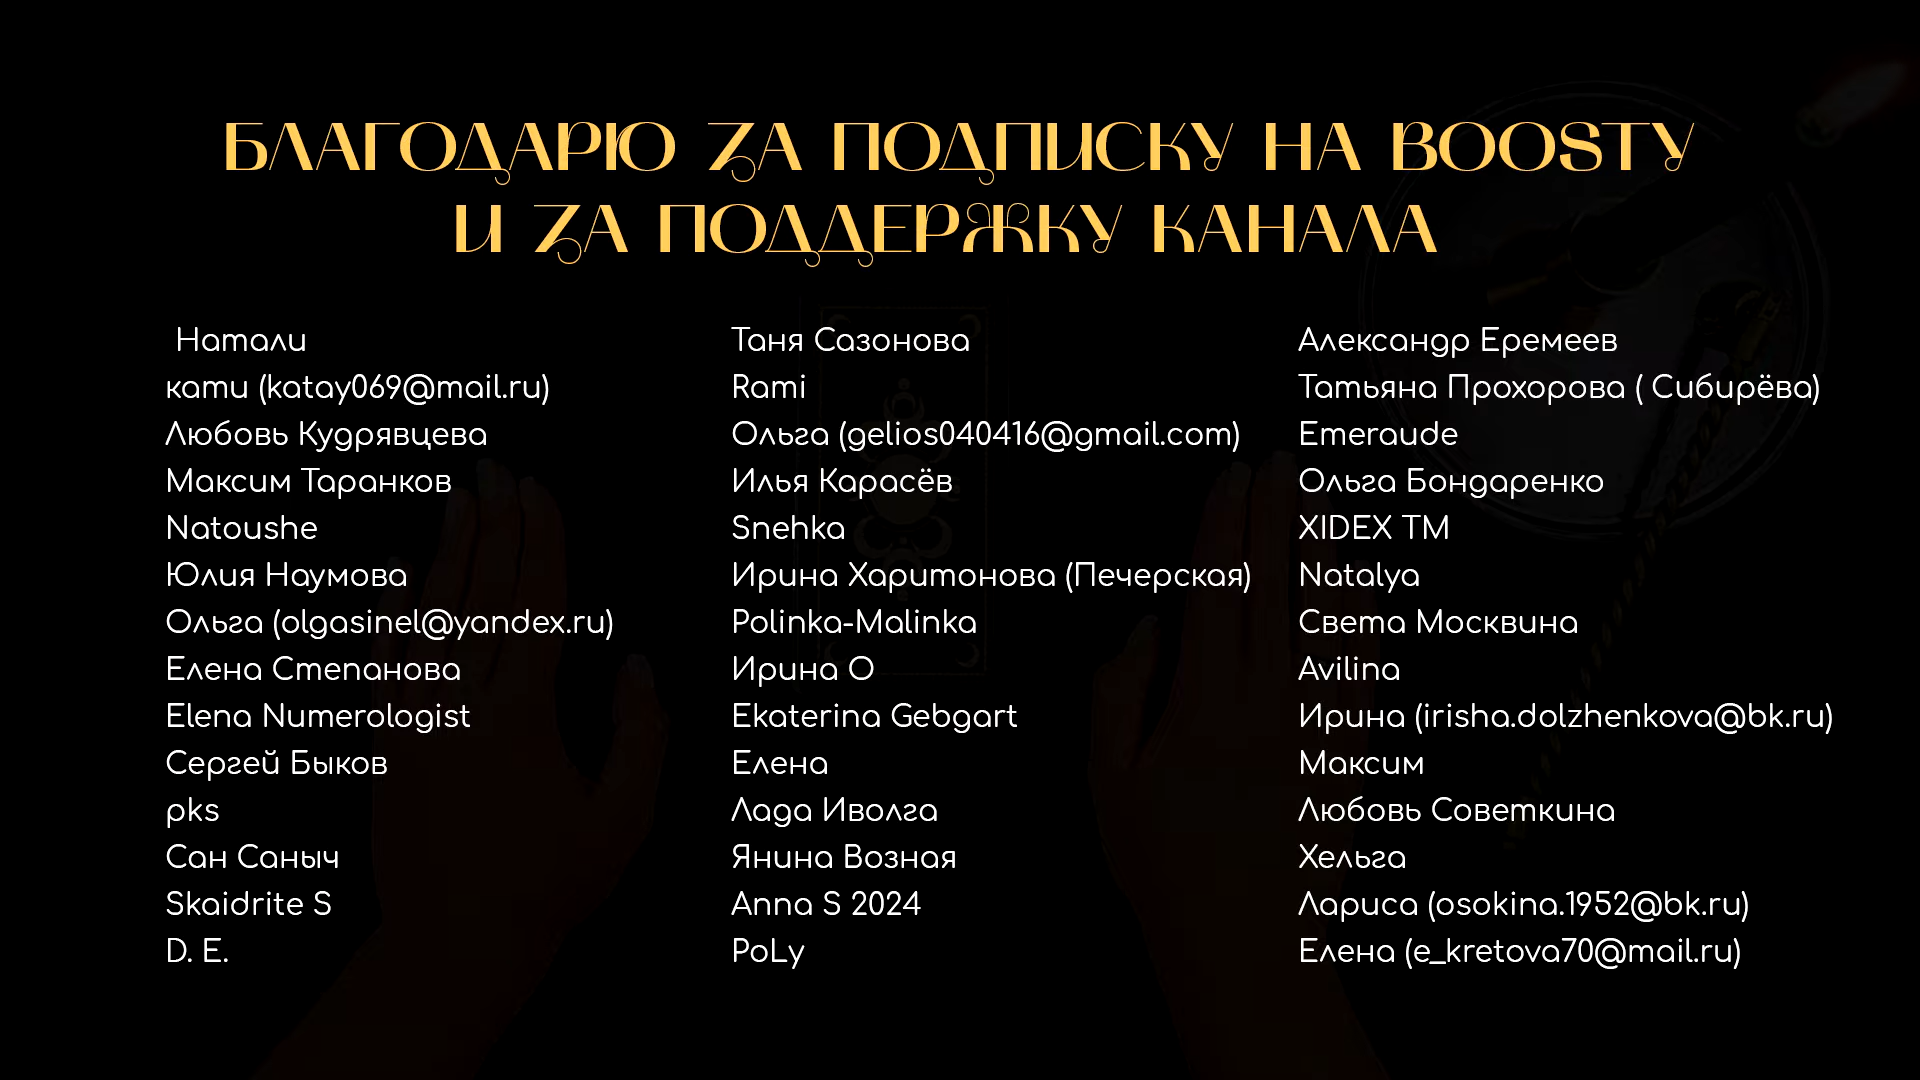 БЛАГОДАРЮ ЗА ПОДПИСКУ НА BOOSTY
И ЗА ПОДДЕРЖКУ КАНАЛА
Натали
кати (katay069@mail.ru)
Любовь Кудрявцева
Максим Таранков
Natoushe
Юлия Наумова
Ольга (olgasinel@yandex.ru)
Елена Степанова
Elena Numerologist
Сергей Быков
pks
Сан Саныч
Skaidrite S
D. E.
Таня Сазонова
Rami
Ольга (gelios040416@gmail.com)
Илья Карасёв
Snehka
Ирина Харитонова (Печерская)
Polinka-Malinka
Ирина О
Ekaterina Gebgart
Елена
Лада Иволга
Янина Возная
Anna S 2024
PoLy
Александр Еремеев
Татьяна Прохорова ( Сибирёва)
Emeraude
Ольга Бондаренко
XIDEX TM
Natalya
Света Москвина
Avilina
Ирина (irisha.dolzhenkova@bk.ru)
Максим
Любовь Советкина
Хельга
Лариса (osokina.1952@bk.ru)
Елена (e_kretova70@mail.ru)